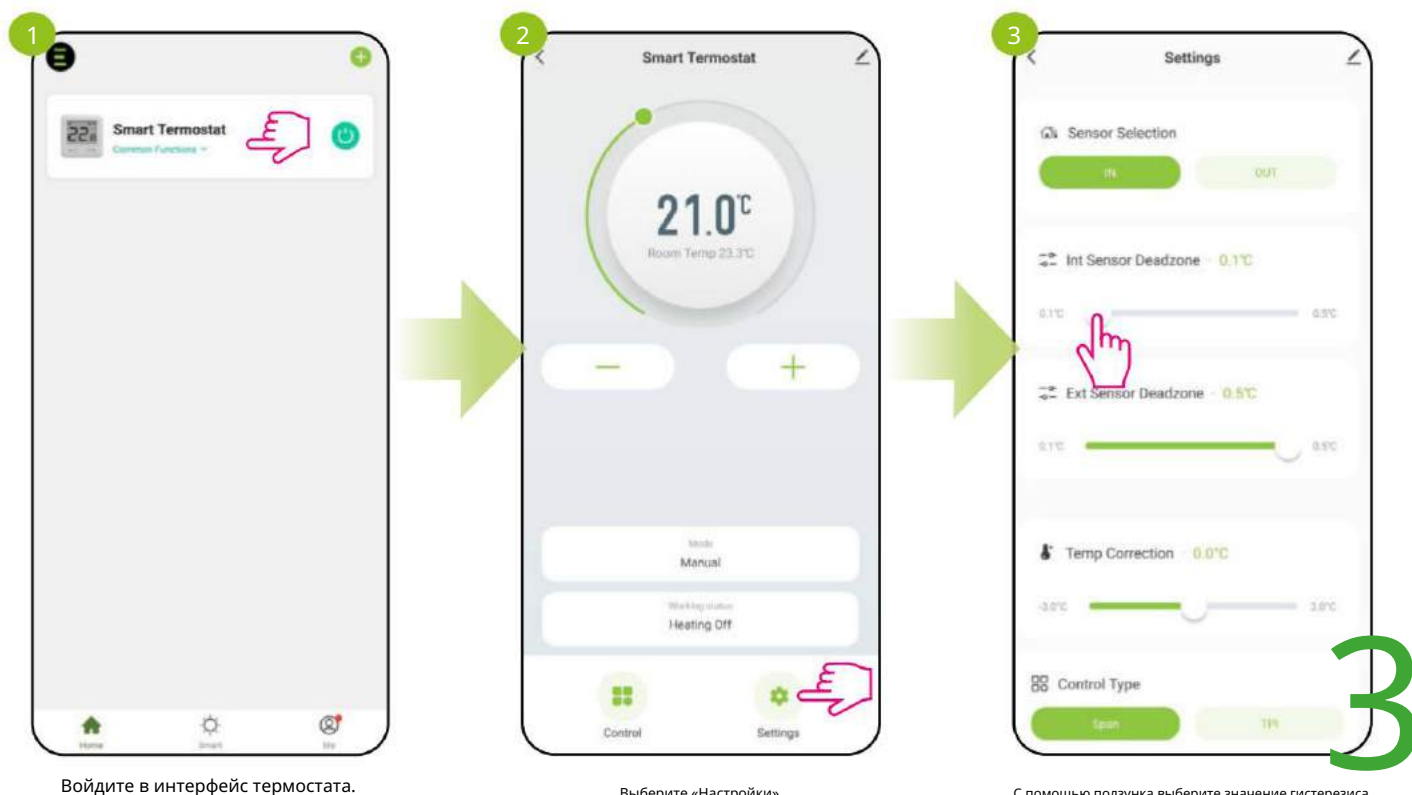 1
Smart Termostat
Common Functions
Home
Smart
Me
Войдите в интерфейс термостата.
2
Smart Termostat
21.0℃
Room Temp 23.3℃
Mode
Manual
Working status
Heating Off
Control
Settings
Выберите «Настройки»
3
Settings
Sensor Selection
IN
OUT
Int Sensor Deadzone - 0.1℃
0.1℃
0.5℃
Ext Sensor Deadzone - 0.5℃
0.1℃
0.5℃
Temp Correction - 0.0℃
-3.0℃
3.0℃
Control Type
Span
TPI
3
С помощью ползунка выберите значение гистерезиса